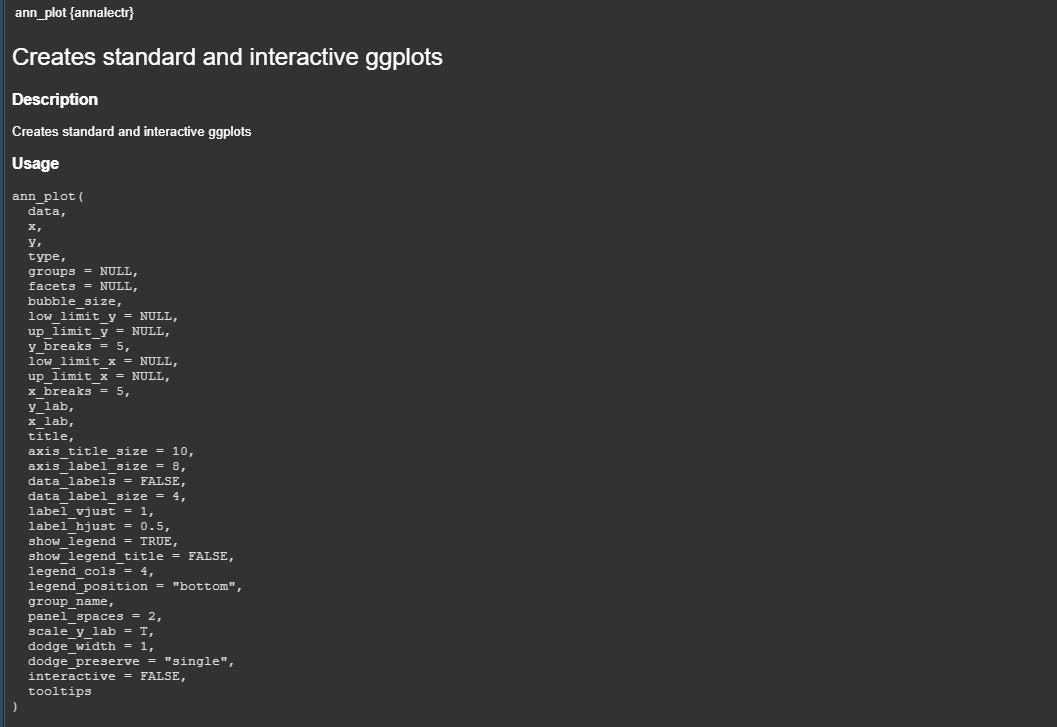 ann_plot {annalectr}
Creates standard and interactive ggplots
Description
Creates standard and interactive ggplots
Usage
ann_plot(
  data,
  x,
  y,
  type,
  groups = NULL,
  facets = NULL,
  bubble_size,
  low_limit_y = NULL,
  up_limit_y = NULL,
  y_breaks = 5,
  low_limit_x = NULL,
  up_limit_x = NULL,
  x_breaks = 5,
  y_lab,
  x_lab,
  title,
  axis_title_size = 10,
  axis_label_size = 8,
  data_labels = FALSE,
  data_label_size = 4,
  label_vjust = 1,
  label_hjust = 0.5,
  show_legend = TRUE,
  show_legend_title = FALSE,
  legend_cols = 4,
  legend_position = "bottom",
  group_name,
  panel_spaces = 2,
  scale_y_lab = T,
  dodge_width = 1,
  dodge_preserve = "single",
  interactive = FALSE,
  tooltips
)